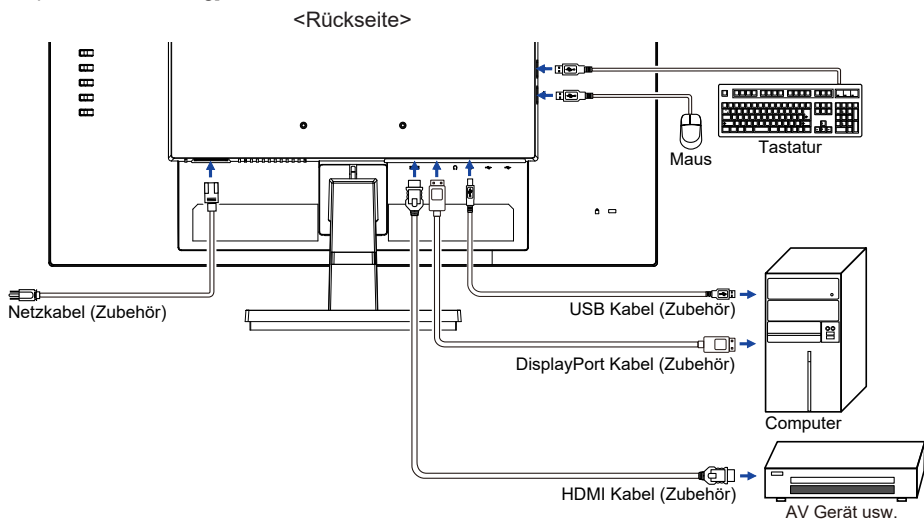 <Rückseite>
Maus
Tastatur
Netzkabel (Zubehör)
USB Kabel (Zubehör)
DisplayPort Kabel (Zubehör)
Computer
HDMI Kabel (Zubehör)
AV Gerät usw.